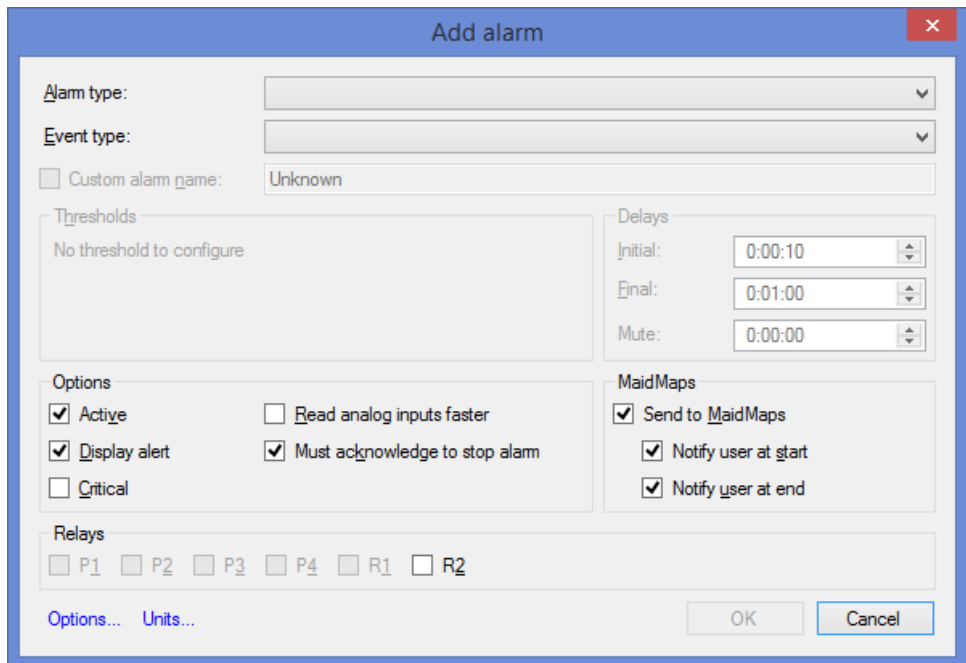 Add alarm
Alarm type:
Event type:
Custom alarm name: Unknown
Thresholds
No threshold to configure
Delays
Initial: 0:00:10
Final: 0:01:00
Mute: 0:00:00
Options
Active Read analog inputs faster
Display alert Must acknowledge to stop alarm
Critical
MaidMaps
Send to MaidMaps
Notify user at start
Notify user at end
Relays
P1 P2 P3 P4 R1 R2
Options... Units... OK Cancel